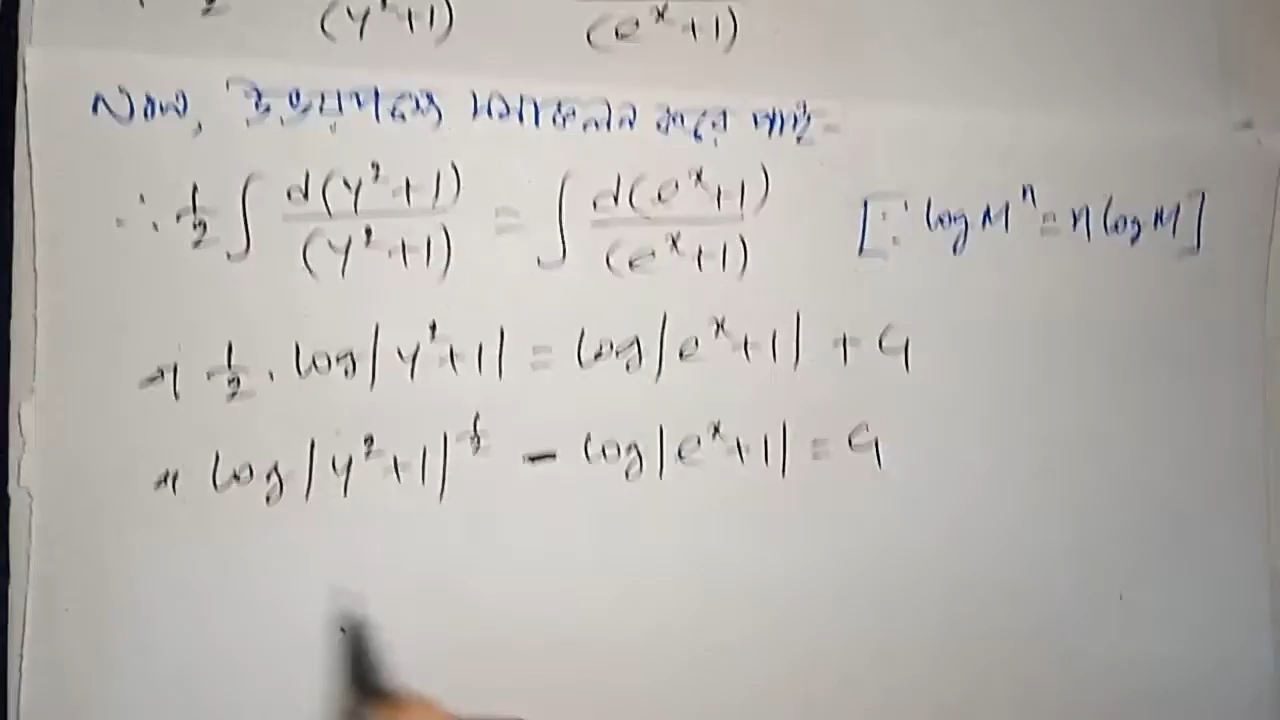 2 (y²+1) (eˣ+1)
Now, উভয়পক্ষে সমাকলন করে পাই-
∴ 1/2 ∫ d(y²+1)/(y²+1) = ∫ d(eˣ+1)/(eˣ+1) [∵ log Mⁿ = n log M]
⇒ 1/2 . log|y²+1| = log|eˣ+1| + C₁
⇒ log|y²+1|^1/2 - log|eˣ+1| = C₁